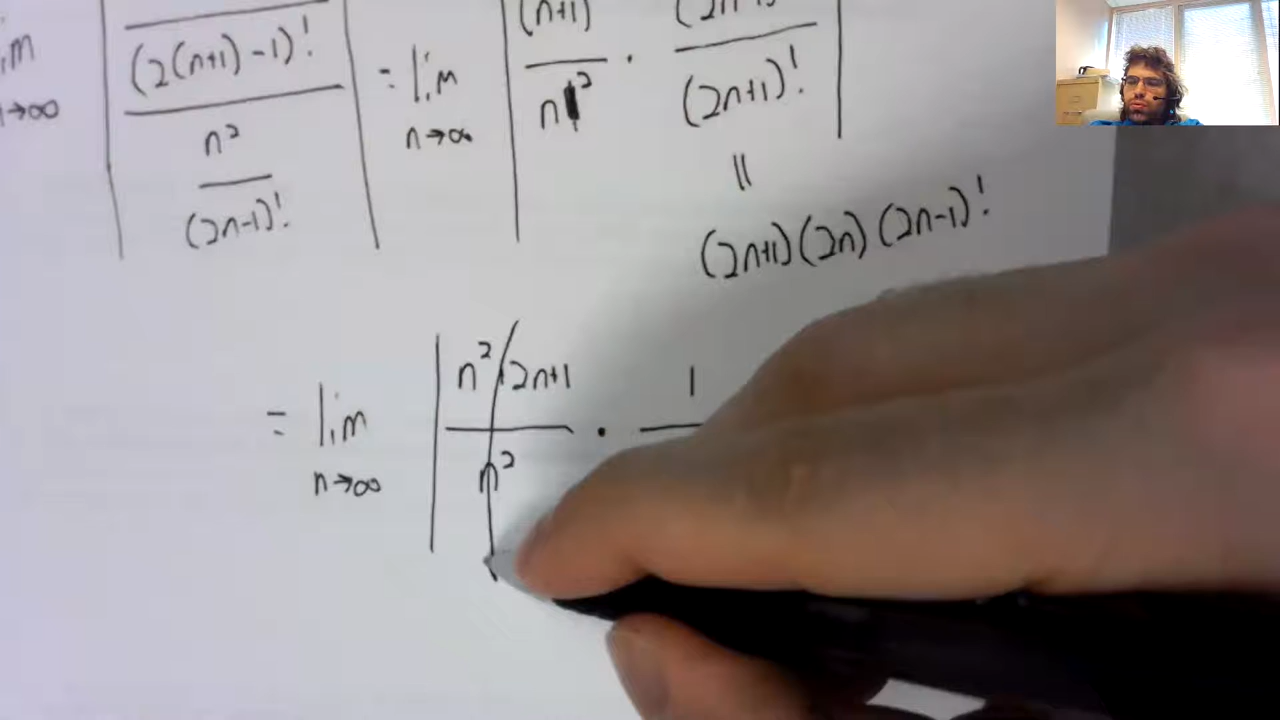 lim n→∞ | / (2(n+1)-1)! / n² / (2n-1)! | = lim n→∞ | (n+1) / n² · / (2n+1)! |
||
(2n+1)(2n)(2n-1)!
= lim n→∞ | n² + 2n+1 / n² · 1 /